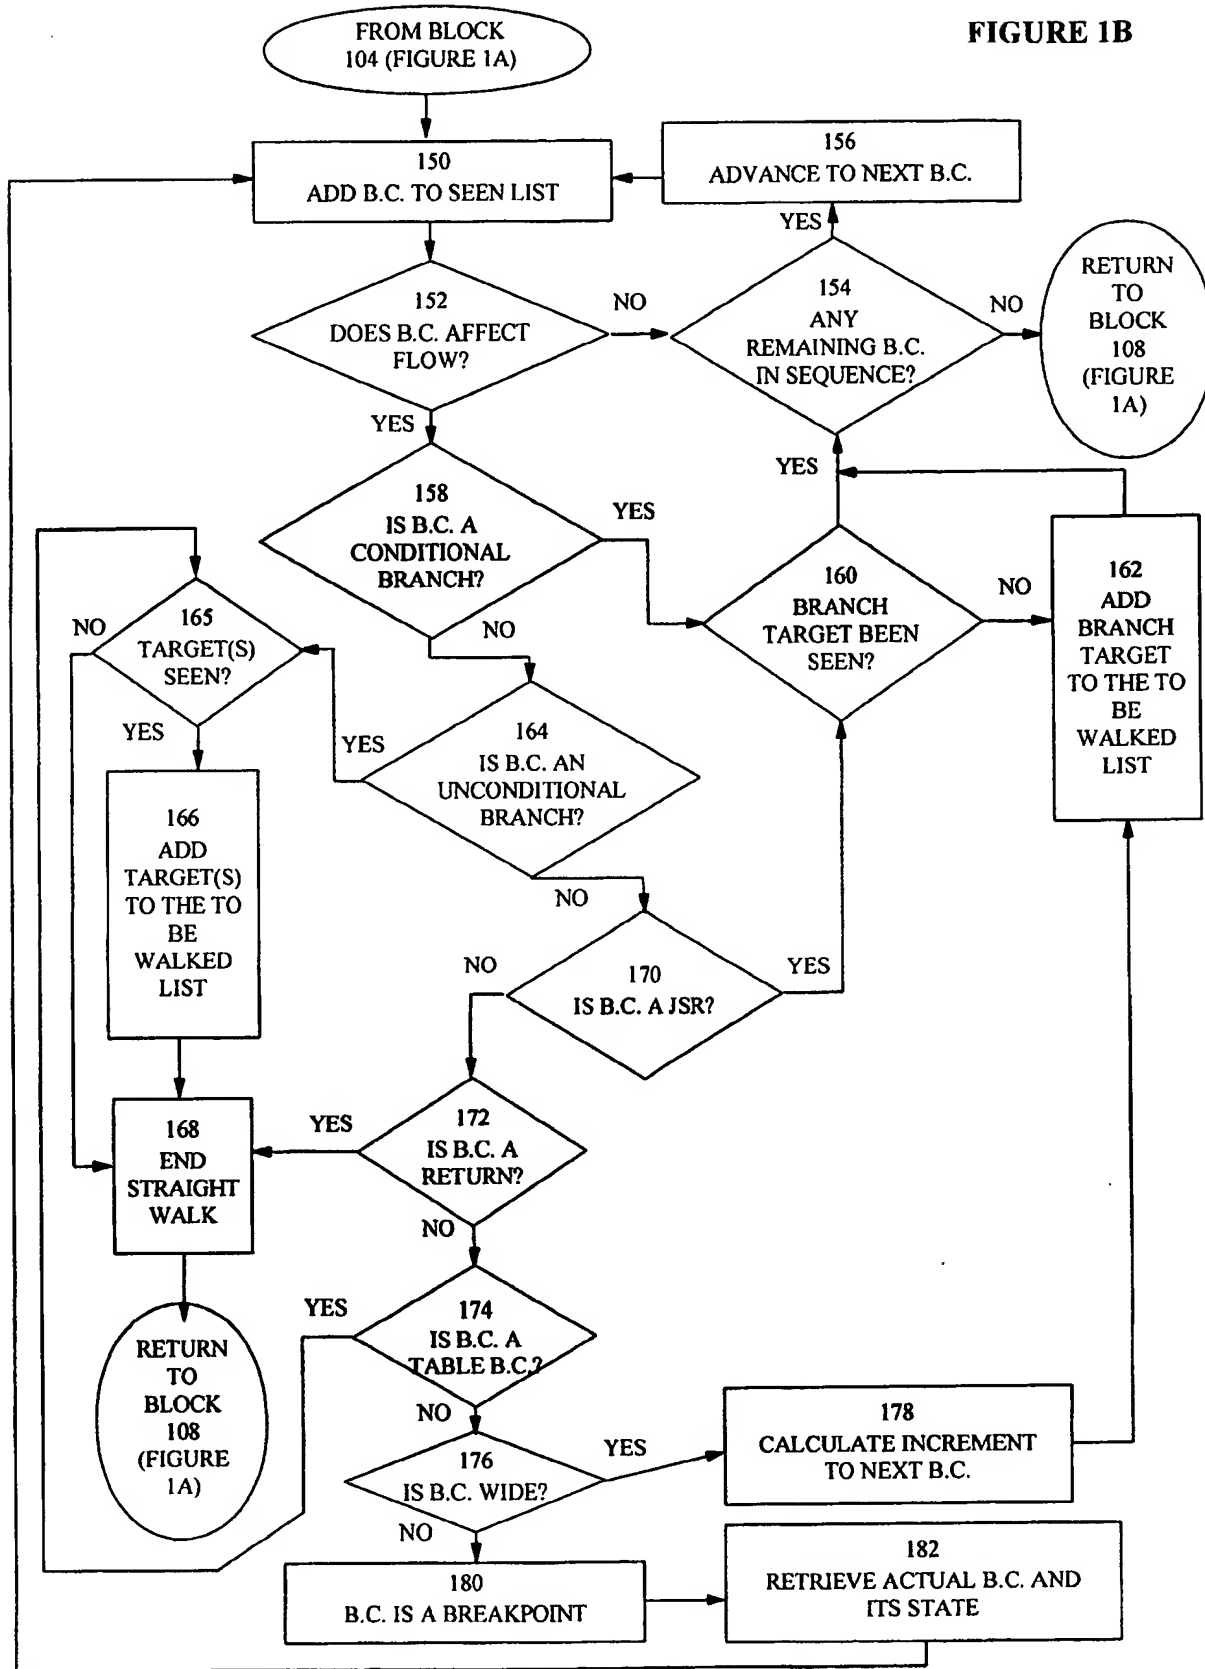 FIGURE 1B
FROM BLOCK
104 (FIGURE 1A)
150
ADD B.C. TO SEEN LIST
156
ADVANCE TO NEXT B.C.
YES
152
DOES B.C. AFFECT
FLOW?
NO
154
ANY
REMAINING B.C.
IN SEQUENCE?
NO
RETURN
TO
BLOCK
108
(FIGURE
1A)
YES
YES
158
IS B.C. A
CONDITIONAL
BRANCH?
YES
NO
160
BRANCH
TARGET BEEN
SEEN?
NO
162
ADD
BRANCH
TARGET
TO THE TO
BE
WALKED
LIST
165
TARGET(S)
SEEN?
NO
YES
164
IS B.C. AN
UNCONDITIONAL
BRANCH?
YES
NO
166
ADD
TARGET(S)
TO THE TO
BE
WALKED
LIST
170
IS B.C. A JSR?
NO
YES
168
END
STRAIGHT
WALK
YES
172
IS B.C. A
RETURN?
NO
RETURN
TO
BLOCK
108
(FIGURE
1A)
YES
174
IS B.C. A
TABLE B.C.?
NO
176
IS B.C. WIDE?
YES
178
CALCULATE INCREMENT
TO NEXT B.C.
NO
180
B.C. IS A BREAKPOINT
182
RETRIEVE ACTUAL B.C. AND
ITS STATE